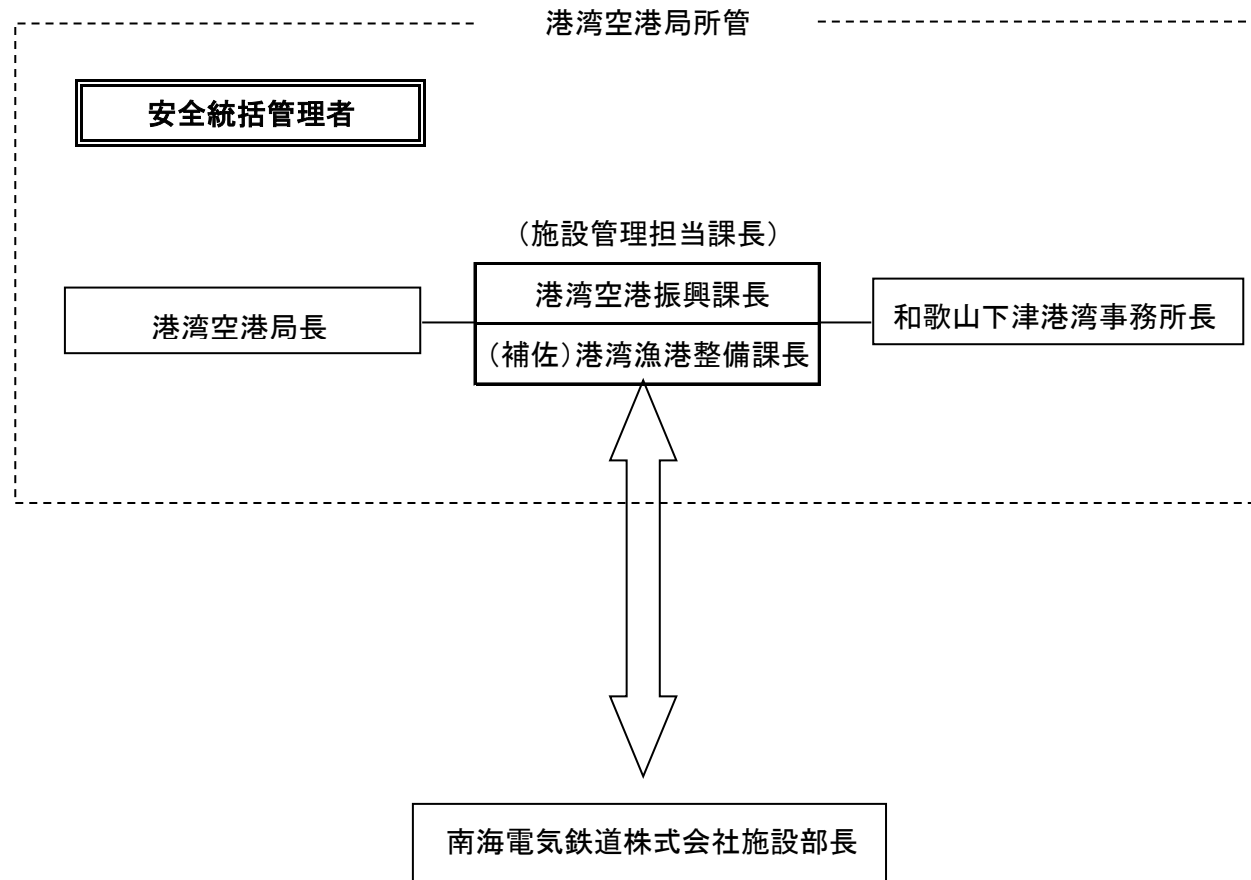 港湾空港局所管
安全統括管理者
（施設管理担当課長）
港湾空港局長
港湾空港振興課長
（補佐）港湾漁港整備課長
和歌山下津港湾事務所長
南海電気鉄道株式会社施設部長